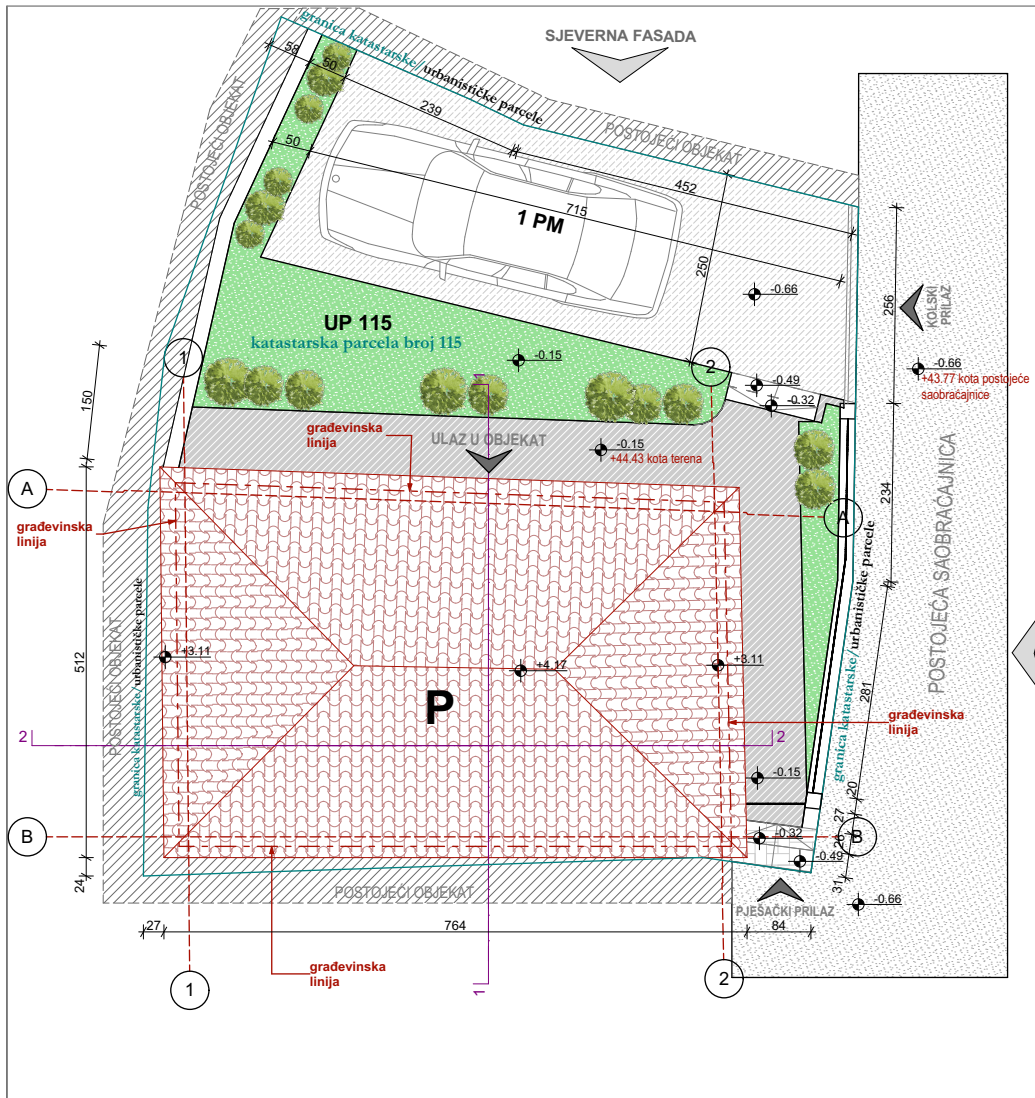 SJEVERNA FASADA
granica katastarske/urbanističke parcele
58
50
239
50
POSTOJEĆI OBJEKAT
POSTOJEĆI OBJEKAT
452
715
1 PM
250
-0.66
256
KOLSKI
PRILAZ
UP 115
katastarska parcela broj 115
-0.15
1
2
-0.49
-0.32
-0.66
+43.77 kota postojeće
saobraćajnice
150
1
građevinska
linija
ULAZ U OBJEKAT
-0.15
+44.43 kota terena
A
A
234
građevinska
linija
POSTOJEĆA SAOBRAĆAJNICA
512
POSTOJEĆI OBJEKAT
granica katastarske/urbanističke parcele
granica katastarske/urbanističke parcele
+3.11
+4.17
+3.11
P
281
građevinska
linija
2
2
-0.15
20
27
26
31
B
-0.32
B
-0.49
24
POSTOJEĆI OBJEKAT
PJEŠAČKI PRILAZ
-0.66
27
764
84
građevinska
linija
1
1
2